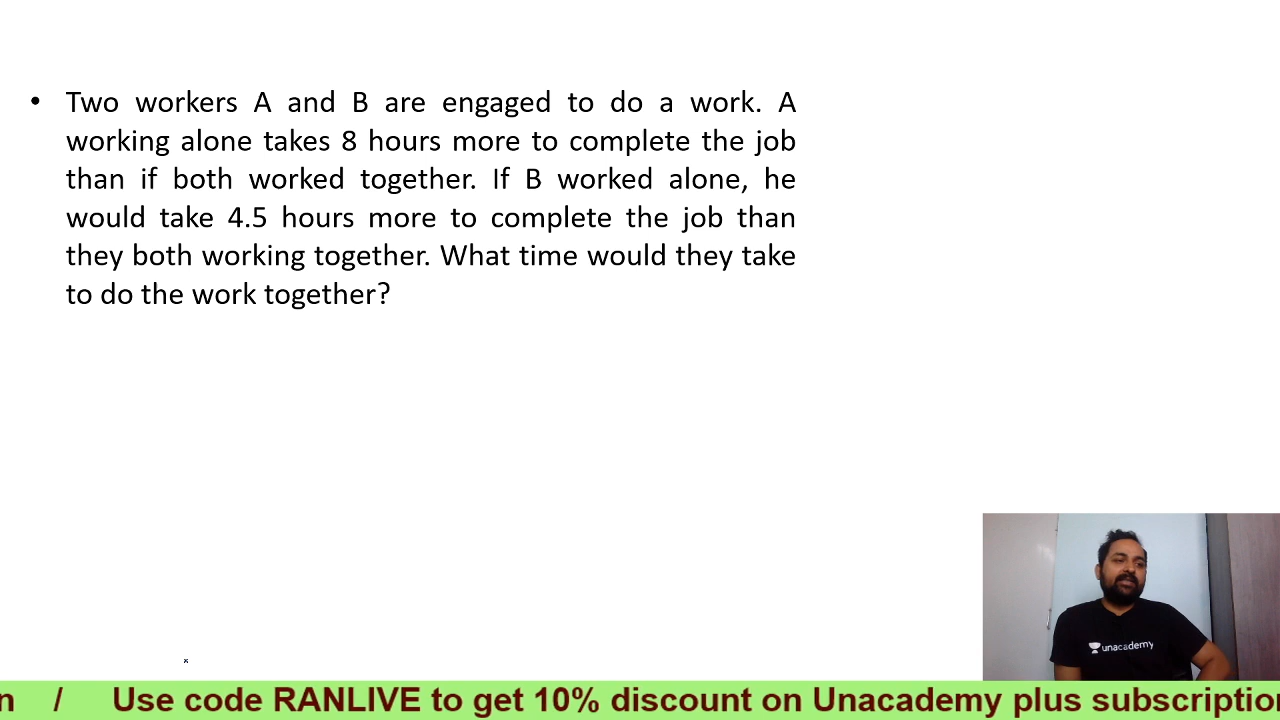 • Two workers A and B are engaged to do a work. A
working alone takes 8 hours more to complete the job
than if both worked together. If B worked alone, he
would take 4.5 hours more to complete the job than
they both working together. What time would they take
to do the work together?
unacademy
n / Use code RANLIVE to get 10% discount on Unacademy plus subscriptio